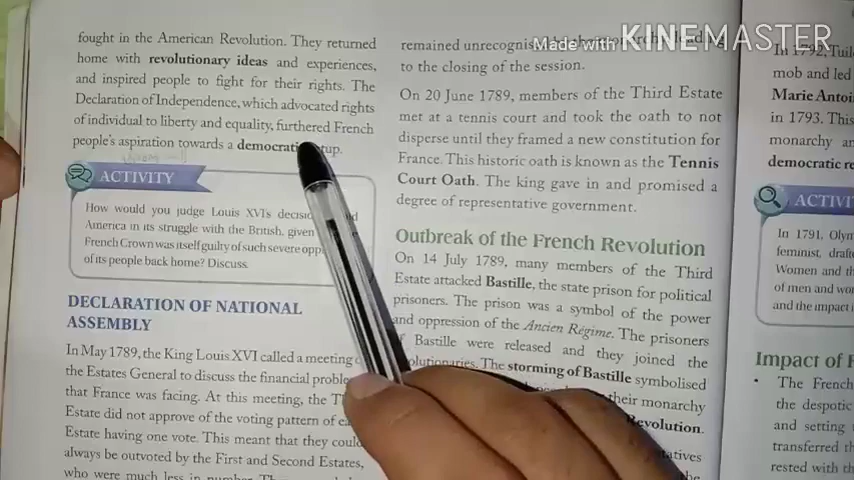 fought in the American Revolution. They returned
home with revolutionary ideas and experiences,
and inspired people to fight for their rights. The
Declaration of Independence, which advocated rights
of individual to liberty and equality, furthered French
people's aspiration towards a
ACTIVITY
How would you judge Louis XVI's
America in its struggle with the British, given
French Crown was itself guilty of such severe
of its people back home? Discuss.
DECLARATION OF NATIONAL
ASSEMBLY
In May 1789, the King Louis XVI called a meeting
the Estates General to discuss the financial
that France was facing. At this meeting, the
Estate did not approve of the voting pattern of
Estate having one vote. This meant that they could
always be outvoted by the First and Second Estates,
who were much less in
remained
to the closing of the session.
On 20 June 1789, members of the Third Estate
met at a tennis court and took the oath to not
disperse until they framed a new constitution for
France. This historic oath is known as the Tennis
Court Oath. The king gave in and promised a
degree of representative government.
Outbreak of the French Revolution
On 14 July 1789, many members of the Third
Estate attacked Bastille, the state prison for political
prisoners. The prison was a symbol of the power
and oppression of the Ancien Régime. The prisoners
of Bastille were released and they joined the
The storming of Bastille symbolised
their monarchy
Revolution.
the
Made with KINEMASTER
In 1792,
mob and led
Marie
in 1793. This
monarchy
democratic
In 1791,
feminist,
Women and
of men and
and the impact
Impact of
• The French
the despotic
and setting
transferred
rested with